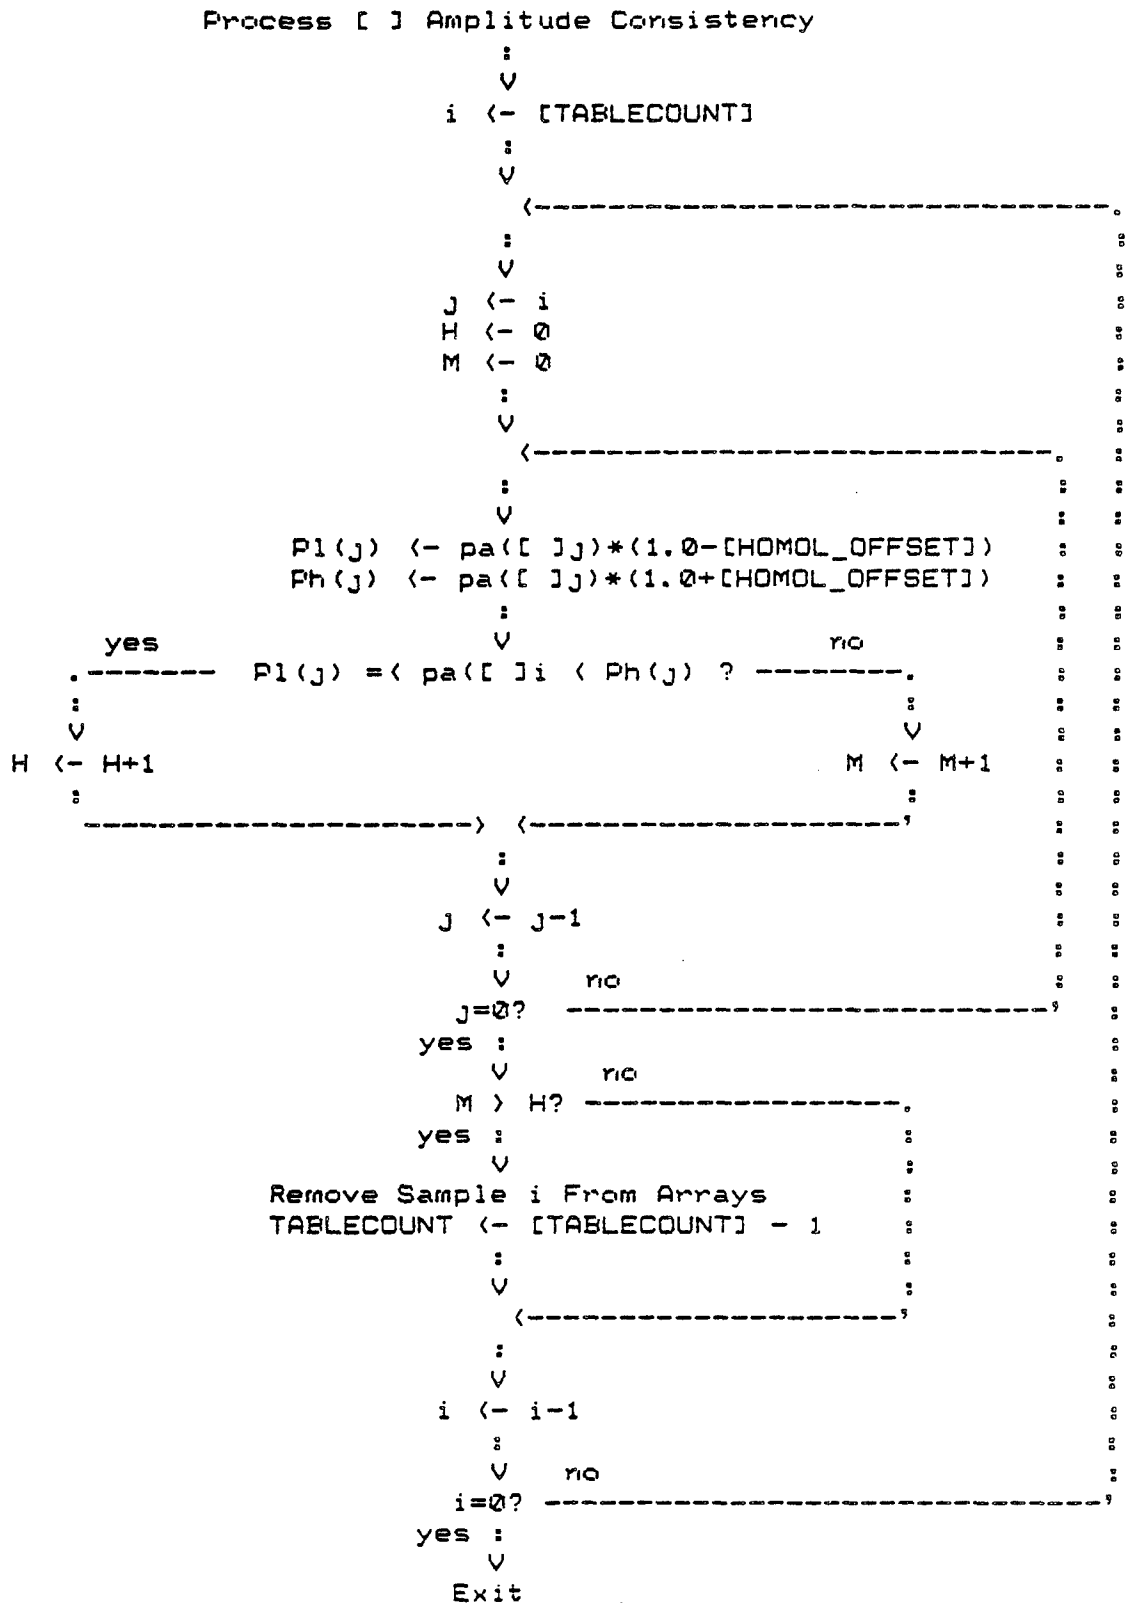 Process [ ] Amplitude Consistency
:
V
i <- [TABLECOUNT]
:
V
<---------------------------------.
:
V
j <- i
H <- 0
M <- 0
:
V
<-----------------------------.
:
V
Pl(j) <- pa([ ]j)*(1.0-[HOMOL_OFFSET])
Ph(j) <- pa([ ]j)*(1.0+[HOMOL_OFFSET])
:
yes V no
.------- Pl(j) =< pa([ ]i < Ph(j) ? --------.
: :
V V
H <- H+1 M <- M+1
: :
----------------------> <---------------------'
:
V
j <- j-1
:
V no
j=0? --------------------------'
yes :
V no
M > H? -----------------.
yes :
V
Remove Sample i From Arrays
TABLECOUNT <- [TABLECOUNT] - 1
:
V
<---------------------'
:
V
i <- i-1
:
V no
i=0? -------------------------------'
yes :
V
Exit